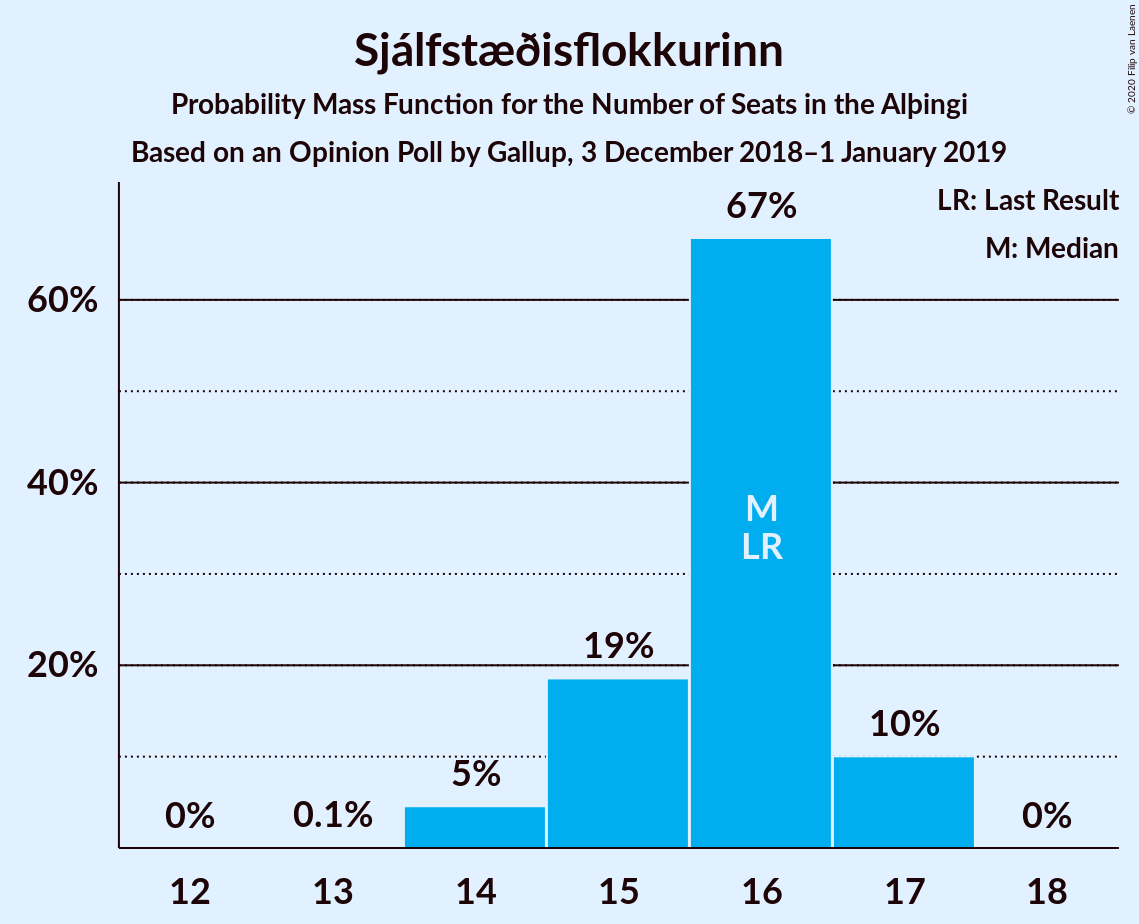 Sjálfstæðisflokkurinn
Probability Mass Function for the Number of Seats in the Alþingi
Based on an Opinion Poll by Gallup, 3 December 2018–1 January 2019
© 2020 Filip van Laenen
LR: Last Result
M: Median
60%
40%
20%
0%
0.1%
5%
19%
67%
10%
0%
M
LR
12
13
14
15
16
17
18